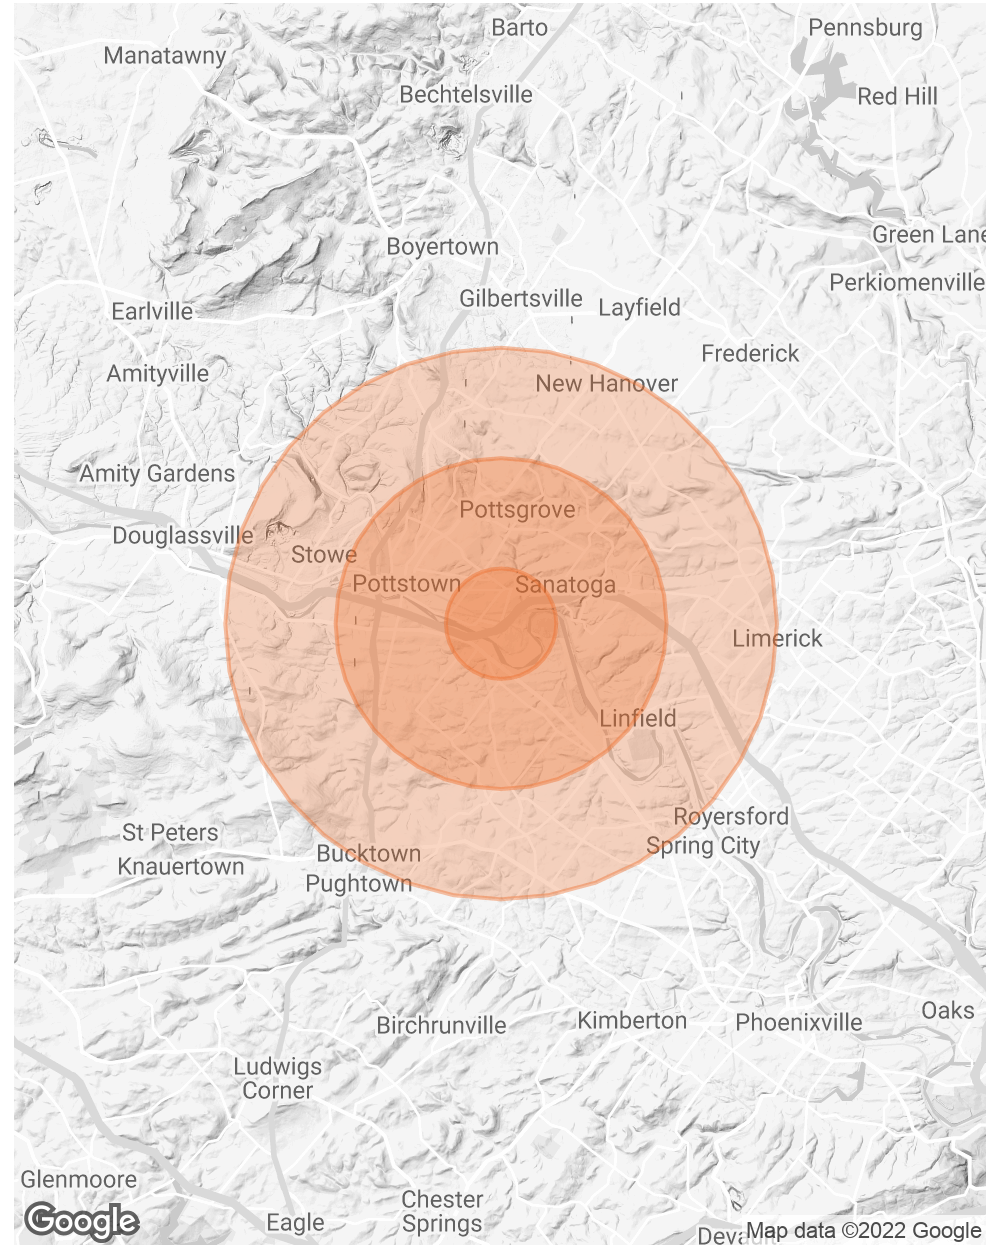 Barto
Pennsburg
Manatawny
Bechtelsville
Red Hill
Green Lane
Boyertown
Perkiomenville
Gilbertsville
Layfield
Earlville
Frederick
Amityville
New Hanover
Amity Gardens
Pottsgrove
Douglassville
Stowe
Pottstown
Sanatoga
Limerick
Linfield
Royersford
St Peters
Spring City
Bucktown
Knauertown
Pughtown
Oaks
Birchrunville
Kimberton
Phoenixville
Ludwigs
Corner
Glenmoore
Chester
Springs
Google
Eagle
Devault
Map data ©2022 Google